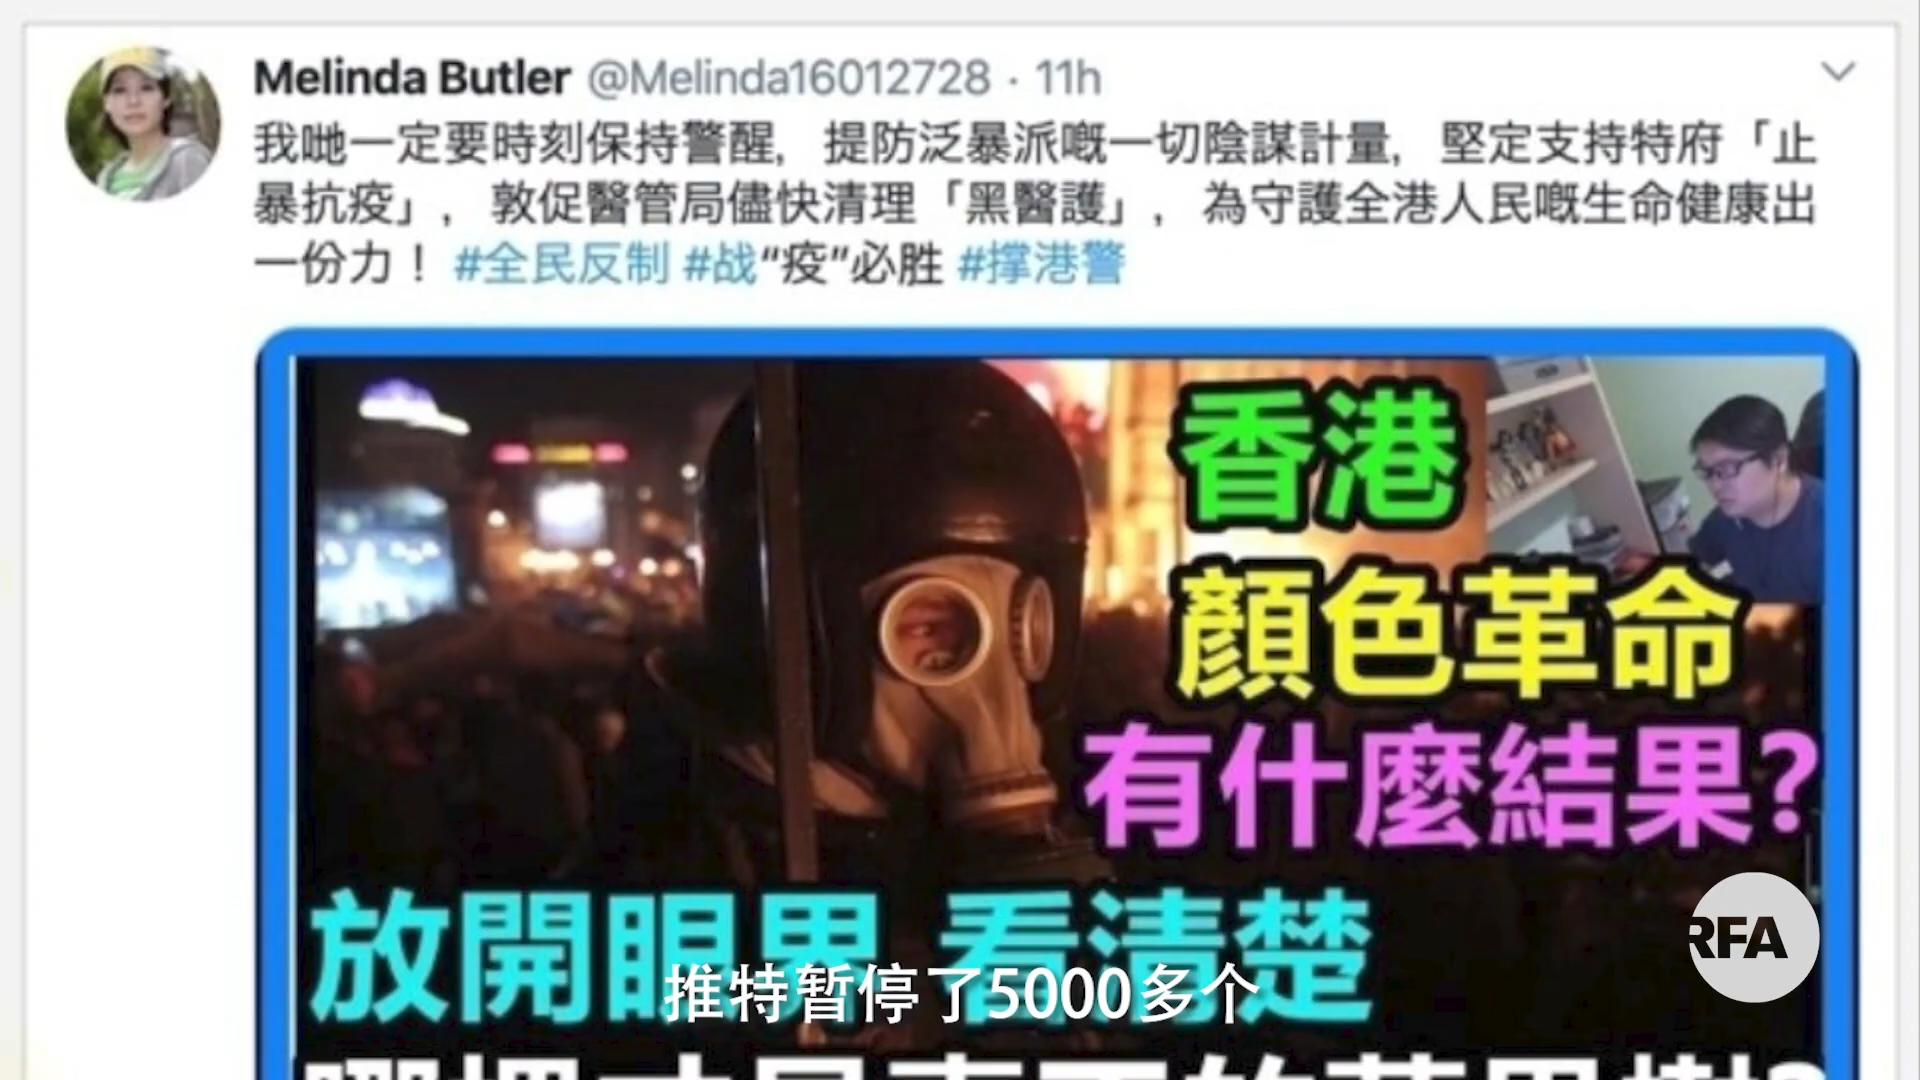 Melinda Butler @Melinda16012728 · 11h
我哋一定要時刻保持警醒，提防泛暴派嘅一切陰謀計量，堅定支持特府「止
暴抗疫」，敦促醫管局儘快清理「黑醫護」，為守護全港人民嘅生命健康出
一份力！ #全民反制 #战“疫”必胜 #撑港警
香港
顏色革命
有什麼結果?
放開眼界 看清楚
RFA
推特暂停了5000多个